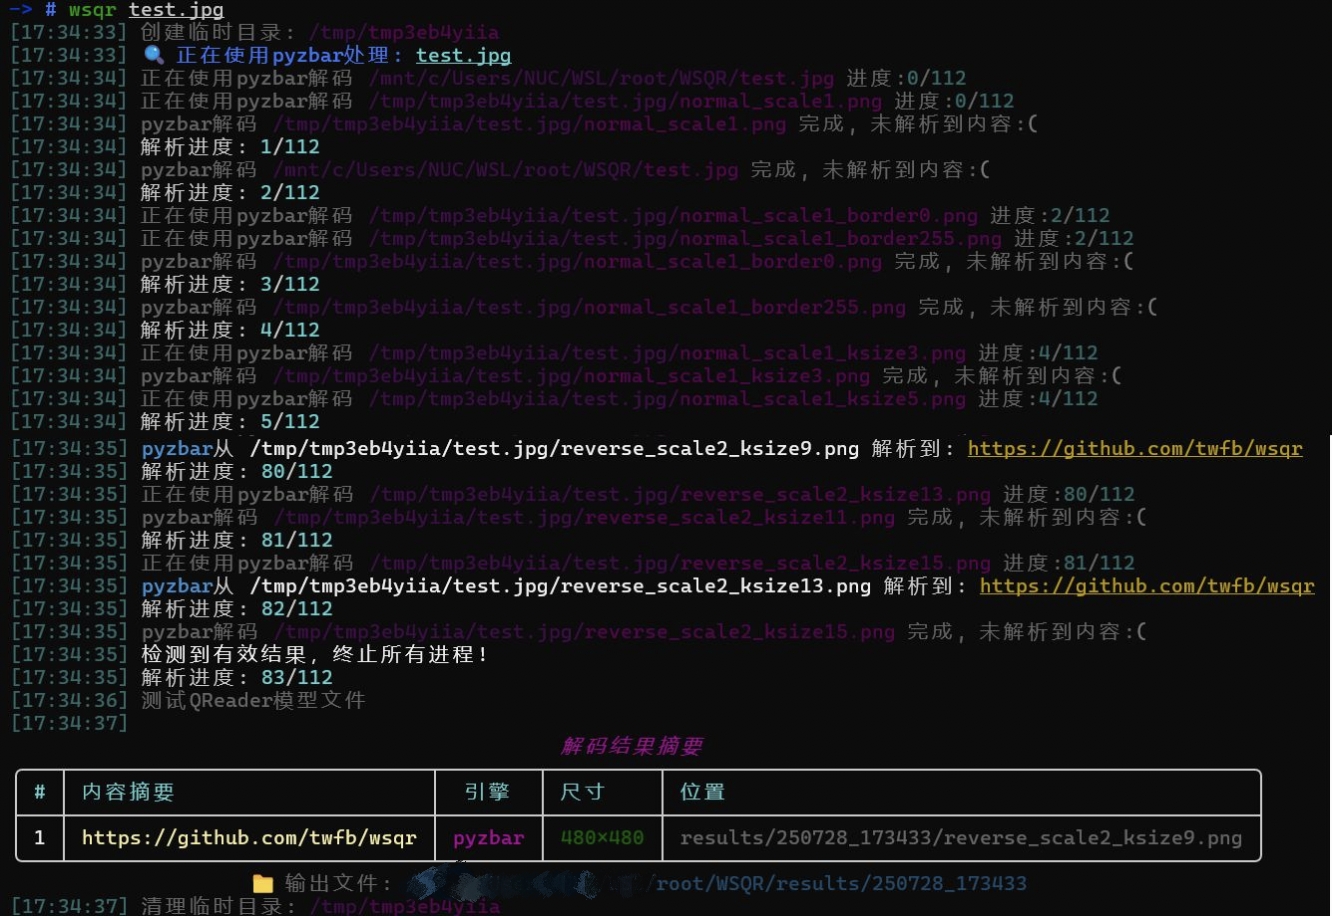 -> # wsqr test.jpg
[17:34:33] 创建临时目录: /tmp/tmp3eb4yiia
[17:34:33] 🔍 正在使用pyzbar处理: test.jpg
[17:34:34] 正在使用pyzbar解码 /mnt/c/Users/NUC/WSL/root/WSQR/test.jpg 进度:0/112
[17:34:34] 正在使用pyzbar解码 /tmp/tmp3eb4yiia/test.jpg/normal_scale1.png 进度:0/112
[17:34:34] pyzbar解码 /tmp/tmp3eb4yiia/test.jpg/normal_scale1.png 完成, 未解析到内容:(
[17:34:34] 解析进度: 1/112
[17:34:34] pyzbar解码 /mnt/c/Users/NUC/WSL/root/WSQR/test.jpg 完成, 未解析到内容:(
[17:34:34] 解析进度: 2/112
[17:34:34] 正在使用pyzbar解码 /tmp/tmp3eb4yiia/test.jpg/normal_scale1_border0.png 进度:2/112
[17:34:34] 正在使用pyzbar解码 /tmp/tmp3eb4yiia/test.jpg/normal_scale1_border255.png 进度:2/112
[17:34:34] pyzbar解码 /tmp/tmp3eb4yiia/test.jpg/normal_scale1_border0.png 完成, 未解析到内容:(
[17:34:34] 解析进度: 3/112
[17:34:34] pyzbar解码 /tmp/tmp3eb4yiia/test.jpg/normal_scale1_border255.png 完成, 未解析到内容:(
[17:34:34] 解析进度: 4/112
[17:34:34] 正在使用pyzbar解码 /tmp/tmp3eb4yiia/test.jpg/normal_scale1_ksize3.png 进度:4/112
[17:34:34] pyzbar解码 /tmp/tmp3eb4yiia/test.jpg/normal_scale1_ksize3.png 完成, 未解析到内容:(
[17:34:34] 正在使用pyzbar解码 /tmp/tmp3eb4yiia/test.jpg/normal_scale1_ksize5.png 进度:4/112
[17:34:34] 解析进度: 5/112
[17:34:35] pyzbar从 /tmp/tmp3eb4yiia/test.jpg/reverse_scale2_ksize9.png 解析到: https://github.com/twfb/wsqr
[17:34:35] 解析进度: 80/112
[17:34:35] 正在使用pyzbar解码 /tmp/tmp3eb4yiia/test.jpg/reverse_scale2_ksize13.png 进度:80/112
[17:34:35] pyzbar解码 /tmp/tmp3eb4yiia/test.jpg/reverse_scale2_ksize11.png 完成, 未解析到内容:(
[17:34:35] 解析进度: 81/112
[17:34:35] 正在使用pyzbar解码 /tmp/tmp3eb4yiia/test.jpg/reverse_scale2_ksize15.png 进度:81/112
[17:34:35] pyzbar从 /tmp/tmp3eb4yiia/test.jpg/reverse_scale2_ksize13.png 解析到: https://github.com/twfb/wsqr
[17:34:35] 解析进度: 82/112
[17:34:35] pyzbar解码 /tmp/tmp3eb4yiia/test.jpg/reverse_scale2_ksize15.png 完成, 未解析到内容:(
[17:34:35] 检测到有效结果, 终止所有进程!
[17:34:35] 解析进度: 83/112
[17:34:36] 测试QReader模型文件
[17:34:37]
解码结果摘要
# 内容摘要 引擎 尺寸 位置
1 https://github.com/twfb/wsqr pyzbar 480×480 results/250728_173433/reverse_scale2_ksize9.png
📁 输出文件: /root/WSQR/results/250728_173433
[17:34:37] 清理临时目录: /tmp/tmp3eb4yiia